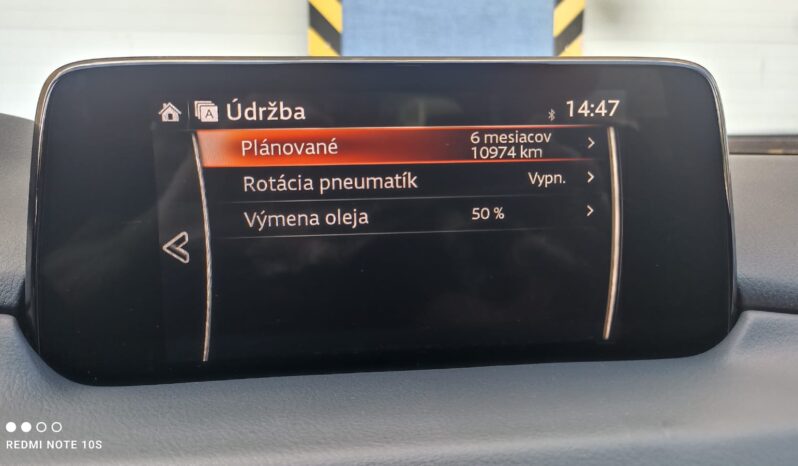 A Údržba 14:47
Plánované 6 mesiacov
10974 km
Rotácia pneumatík Vypn.
Výmena oleja 50 %
REDMI NOTE 10S